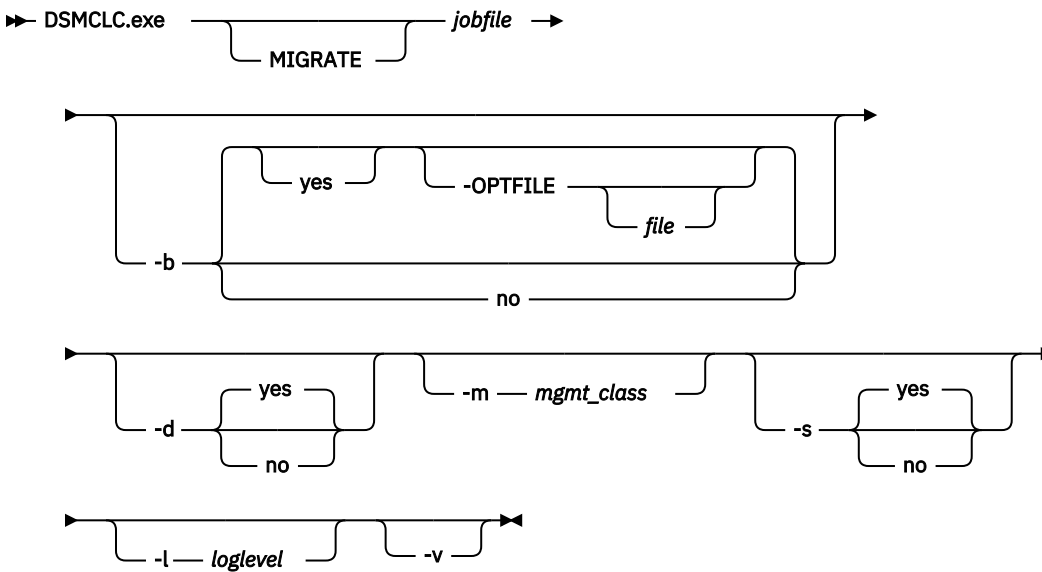 DSMCLC.exe jobfile
MIGRATE
yes -OPTFILE
file
-b
no
yes yes
-m mgmt_class
-d -s
no no
-l loglevel -v